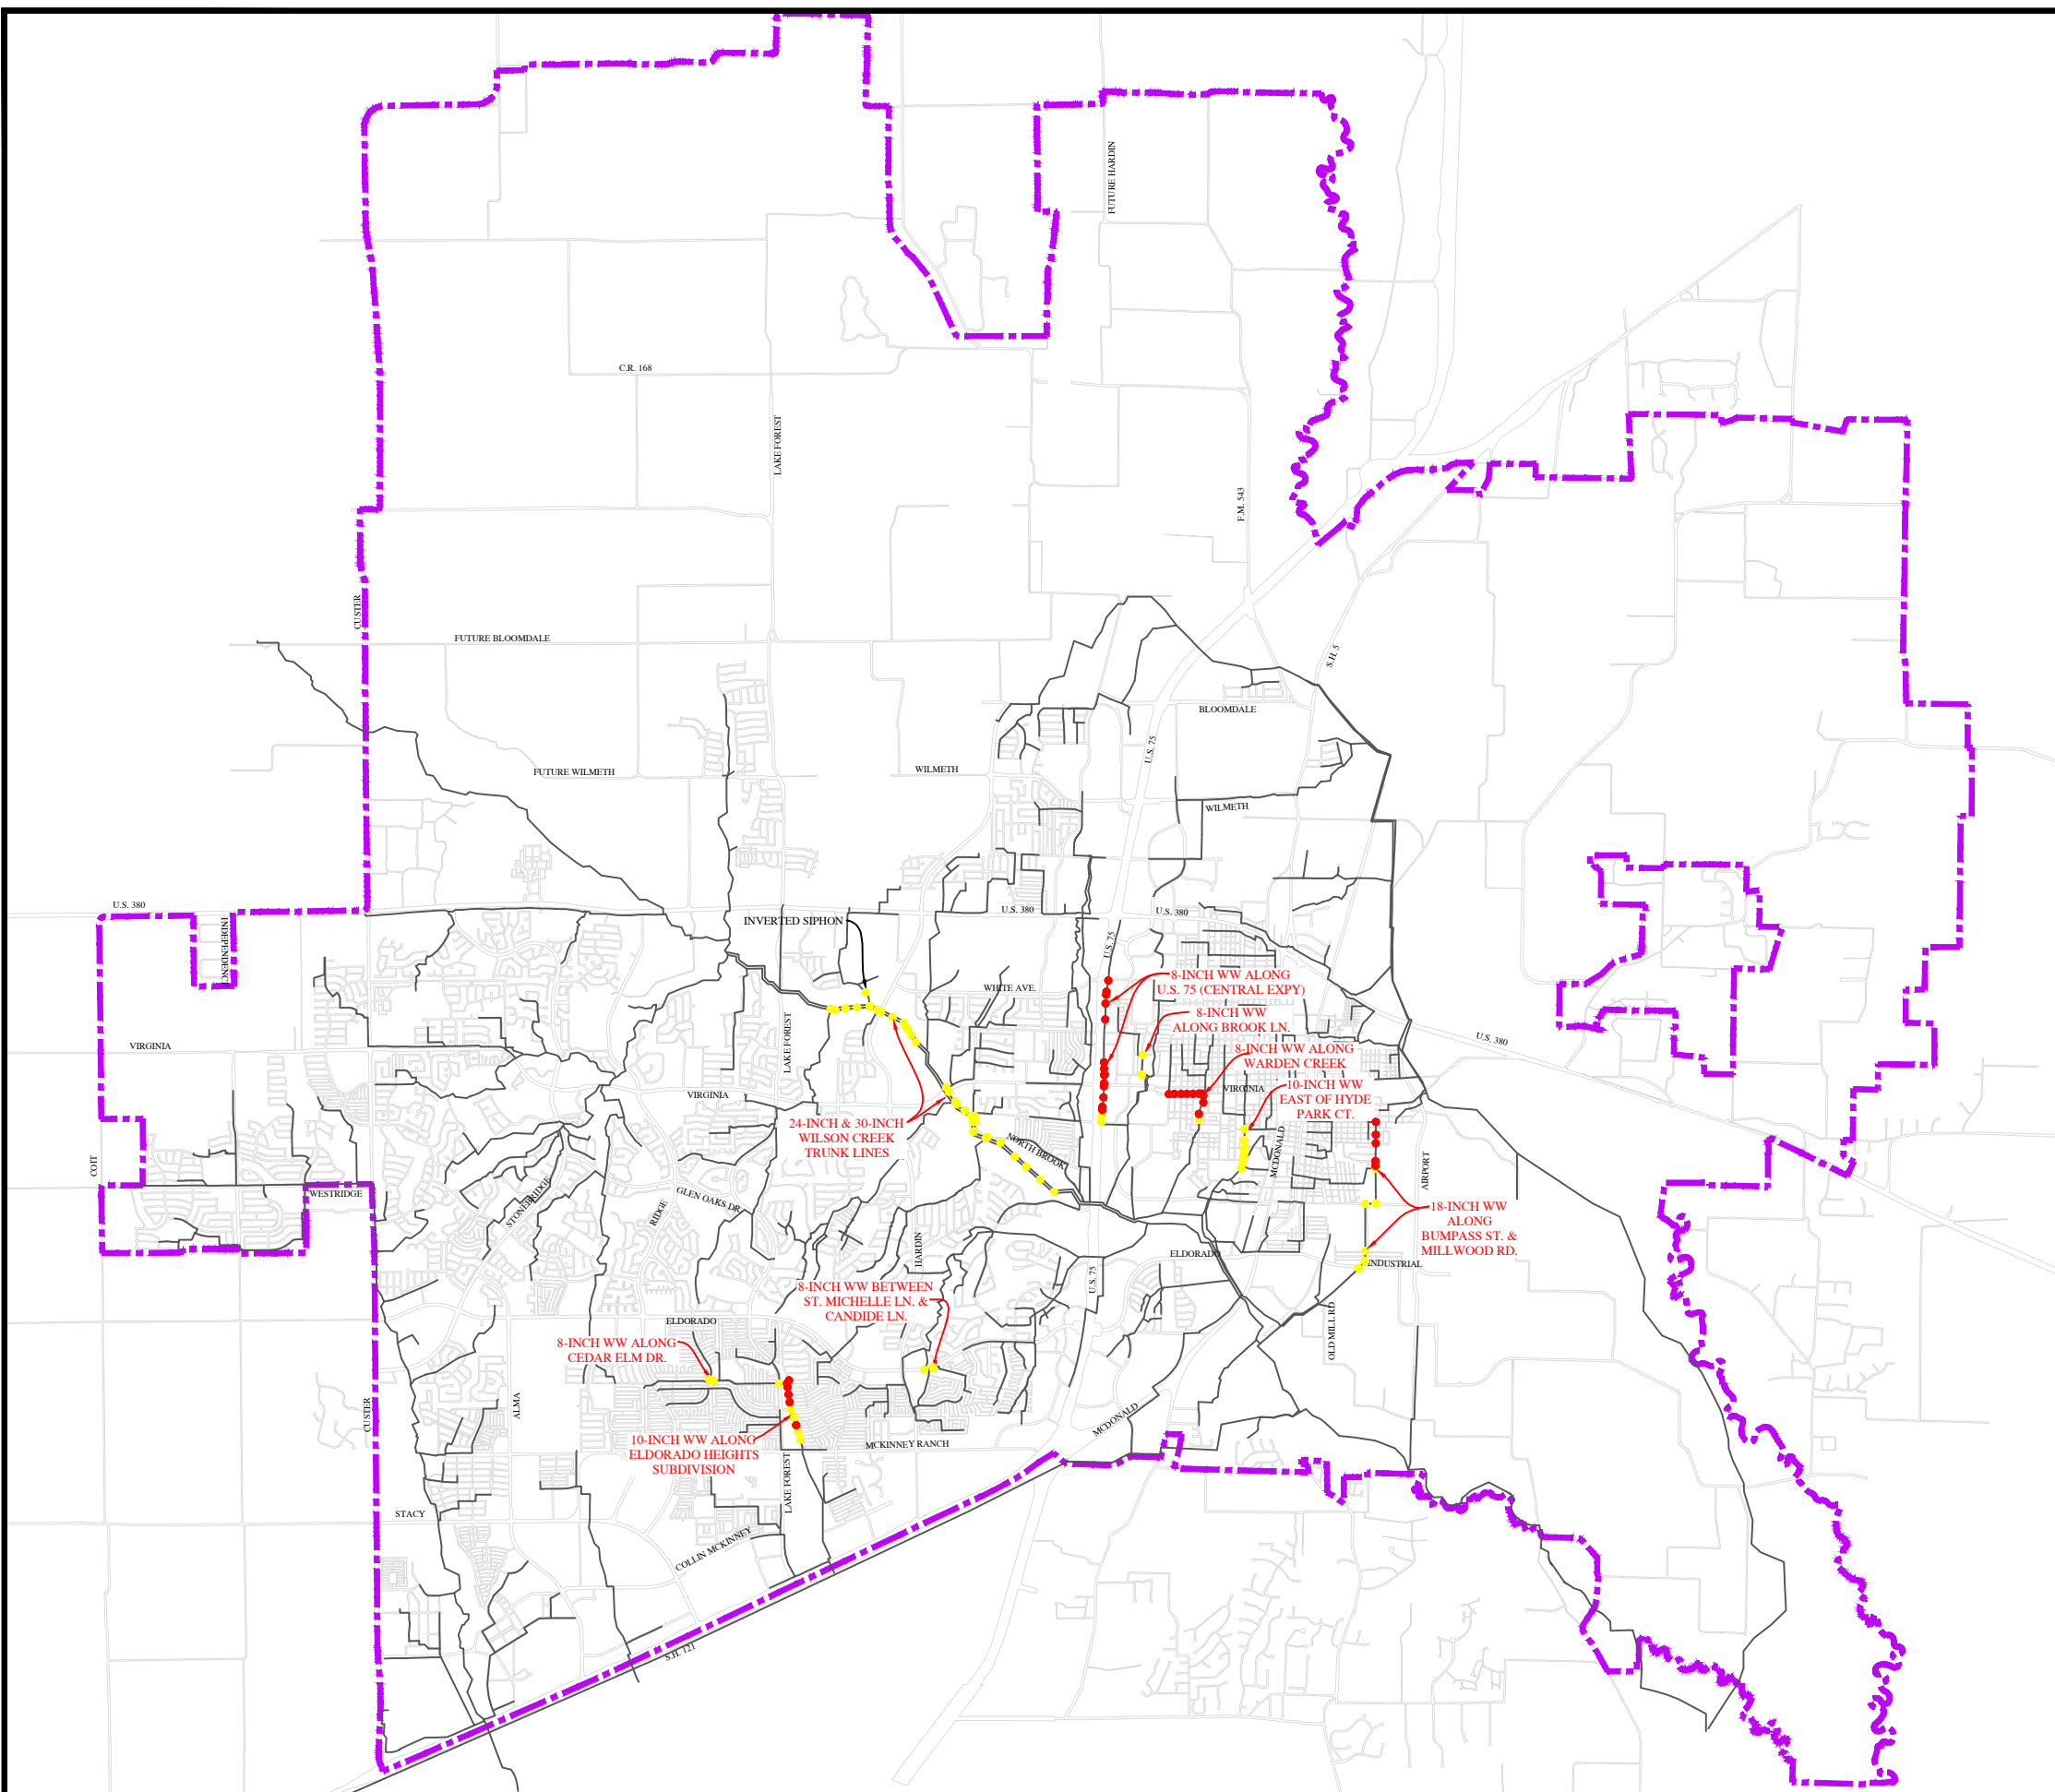 FUTURE HARDIN
C.R. 168
LAKE FOREST
F.M. 543
CUSTER
FUTURE BLOOMDALE
S.H. 5
BLOOMDALE
U.S. 75
FUTURE WILMETH
WILMETH
WILMETH
U.S. 380
INDEPENDENCE
INVERTED SIPHON
U.S. 380
U.S. 380
U.S. 75
8-INCH WW ALONG
U.S. 75 (CENTRAL EXPY)
WHITE AVE.
8-INCH WW
ALONG BROOK LN.
VIRGINIA
LAKE FOREST
U.S. 380
8-INCH WW ALONG
WARDEN CREEK
VIRGINIA
VIRGINIA
10-INCH WW
EAST OF HYDE
PARK CT.
24-INCH & 30-INCH
WILSON CREEK
TRUNK LINES
NORTH BROOK
MCDONALD
COIT
AIRPORT
WESTRIDGE
STONEBRIDGE
GLEN OAKS DR.
RIDGE
18-INCH WW
ALONG
BUMPASS ST. &
MILLWOOD RD.
HARDIN
ELDORADO
INDUSTRIAL
U.S. 75
8-INCH WW BETWEEN
ST. MICHELLE LN. &
CANDIDE LN.
ELDORADO
OLD MILL RD
8-INCH WW ALONG
CEDAR ELM DR.
CUSTER
ALMA
MCDONALD
10-INCH WW ALONG
ELDORADO HEIGHTS
SUBDIVISION
MCKINNEY RANCH
LAKE FOREST
STACY
COLLIN MCKINNEY
S.H. 121